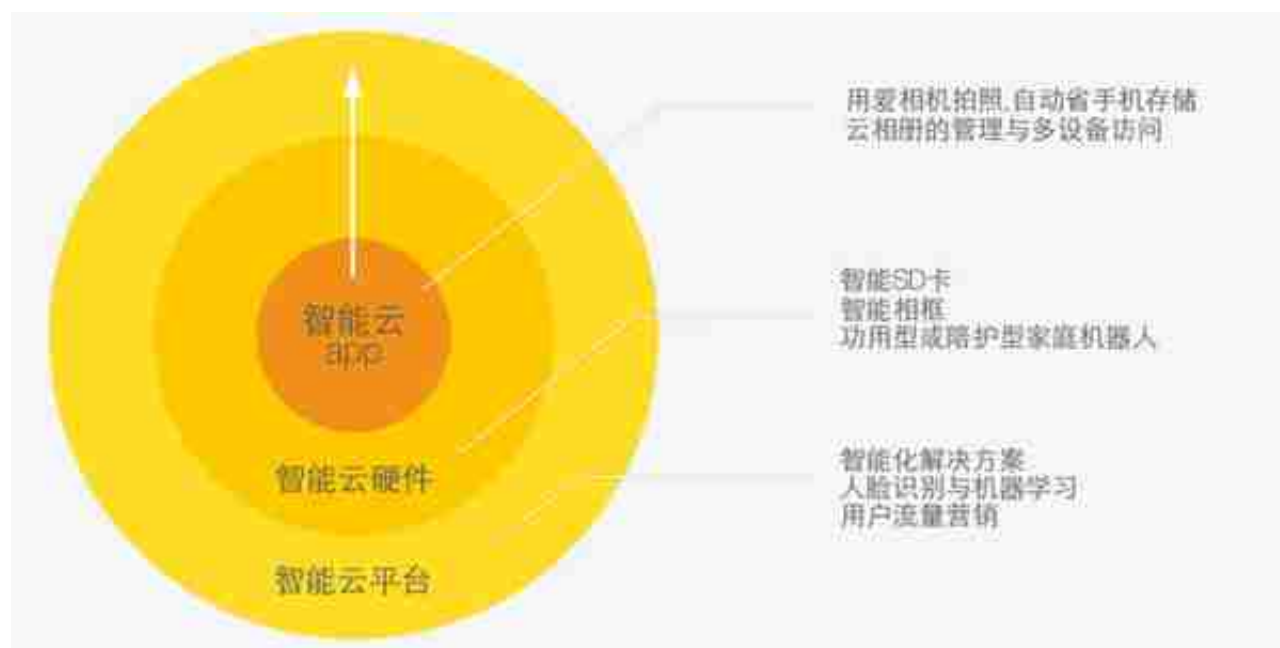 用爱相机拍照,自动省手机存储
云相册的管理与多设备访问
智能SD卡
智能相框
功用型或陪护型家庭机器人
智能云
app
智能云硬件
智能化解决方案
人脸识别与机器学习
用户流量营销
智能云平台